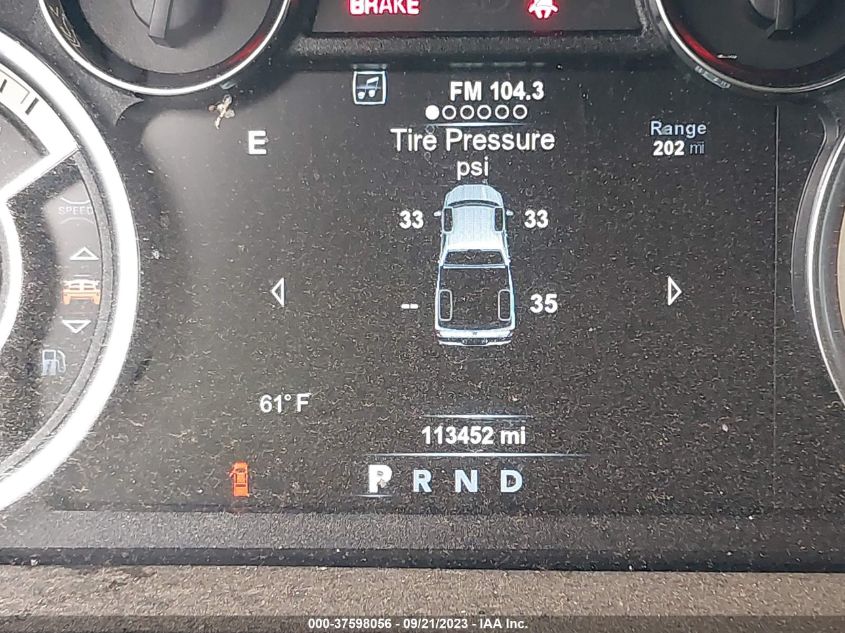 BRAKE
FM 104.3
E
Tire Pressure
psi
Range
202 mi
33
33
SPEED
--
35
61° F
113452 mi
P R N D
000-37598056 - 09/21/2023 - IAA Inc.